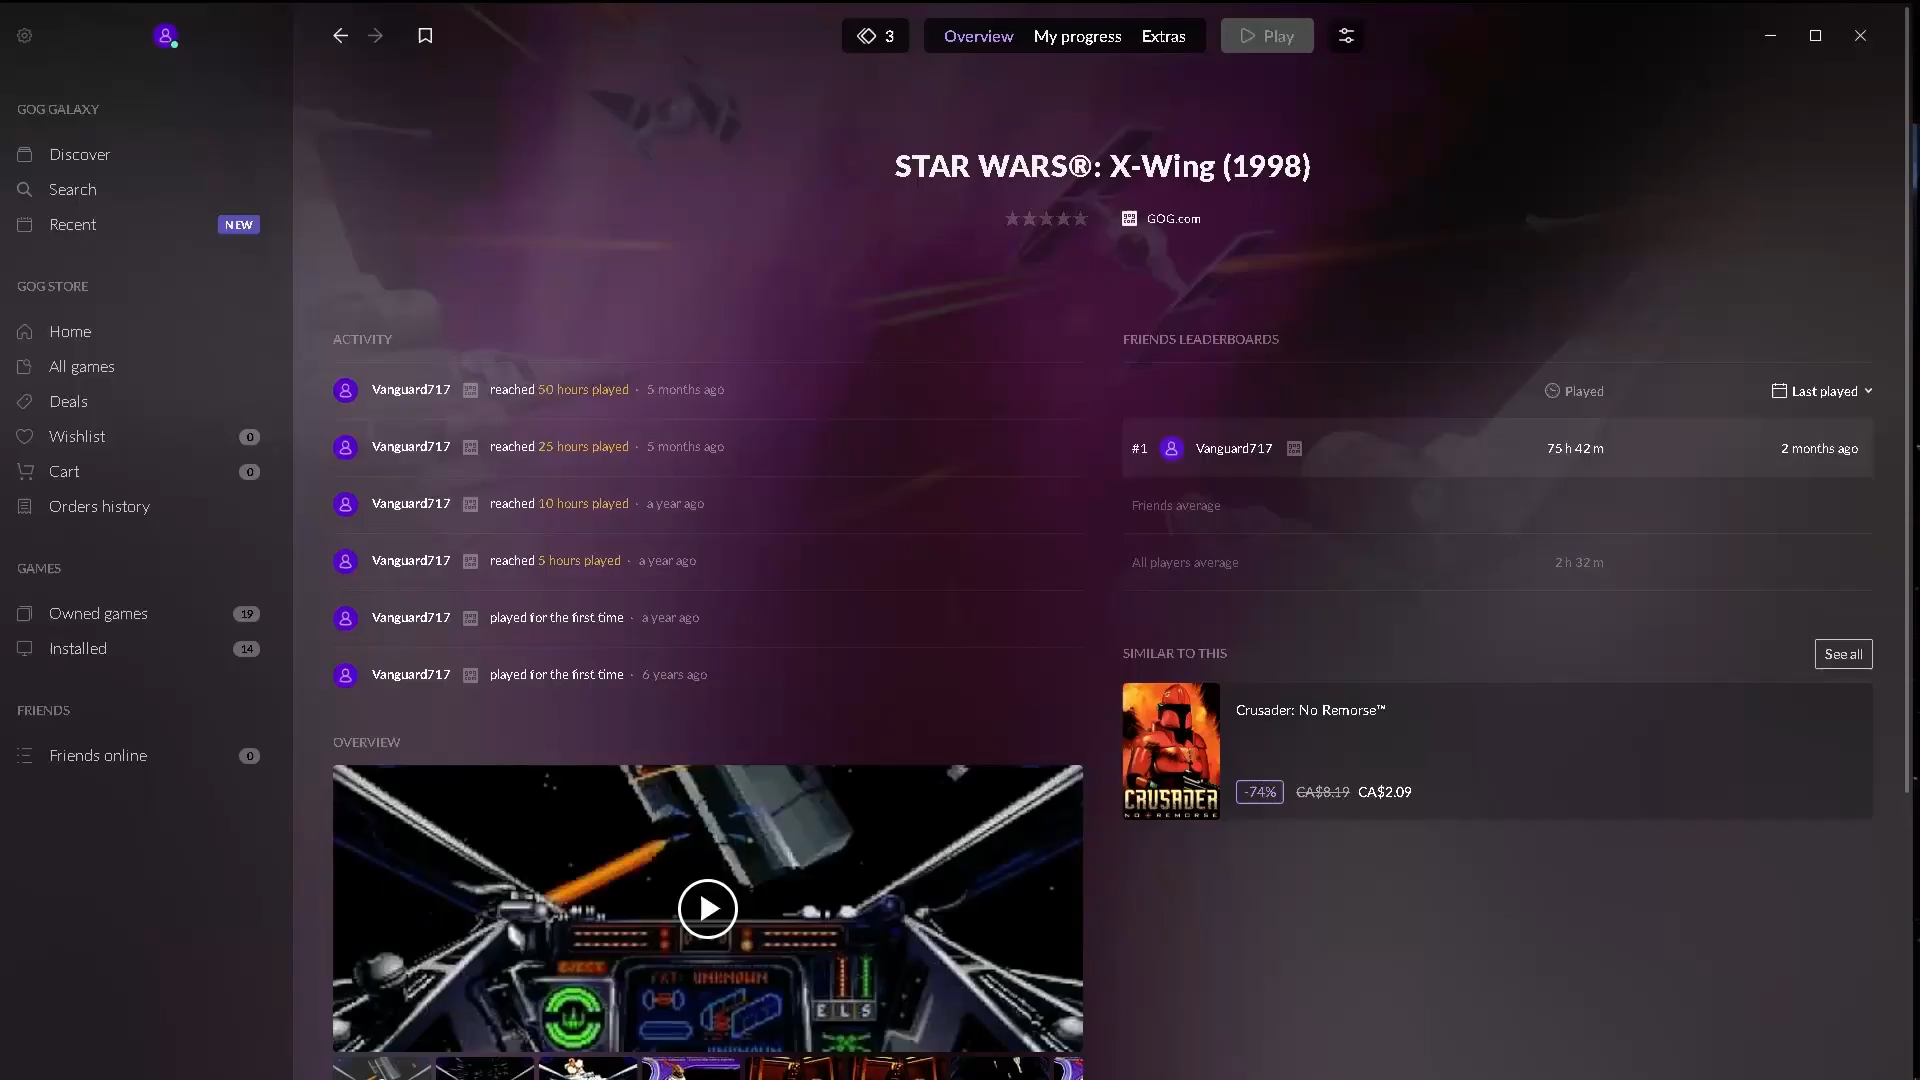 3
Overview
My progress
Extras
Play
GOG GALAXY
Discover
Search
Recent
NEW
GOG STORE
Home
All games
Deals
Wishlist
0
Cart
0
Orders history
GAMES
Owned games
19
Installed
14
FRIENDS
Friends online
0
STAR WARS®: X-Wing (1998)
GOG.com
ACTIVITY
Vanguard717 reached 50 hours played · 5 months ago
Vanguard717 reached 25 hours played · 5 months ago
Vanguard717 reached 10 hours played · a year ago
Vanguard717 reached 5 hours played · a year ago
Vanguard717 played for the first time · a year ago
Vanguard717 played for the first time · 6 years ago
OVERVIEW
EJECT
UNKNOWN
E L S
FRIENDS LEADERBOARDS
Played
Last played
#1 Vanguard717 75 h 42 m 2 months ago
Friends average
All players average 2 h 32 m
SIMILAR TO THIS
See all
CRUSADER
NO REMORSE
Crusader: No Remorse™
-74% CA$8.19 CA$2.09